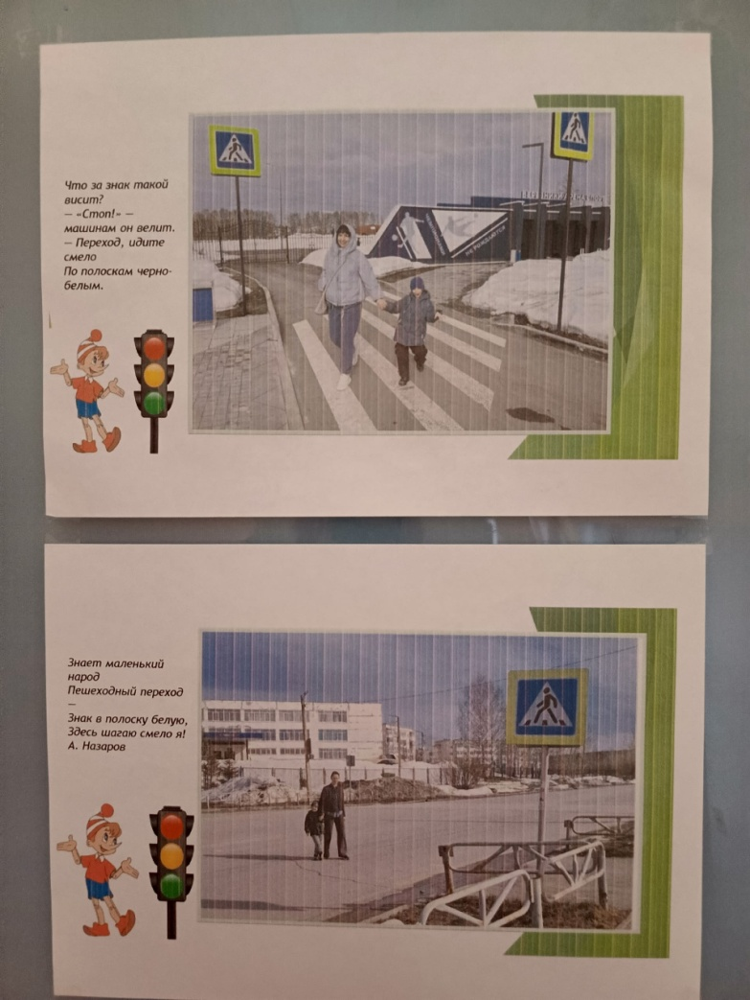 Что за знак такой
висит?
– «Стоп!» –
машинам он велит.
– Переход, идите
смело
По полоскам черно-
белым.
Знает маленький
народ
Пешеходный переход
–
Знак в полоску белую,
Здесь шагаю смело я!
А. Назаров